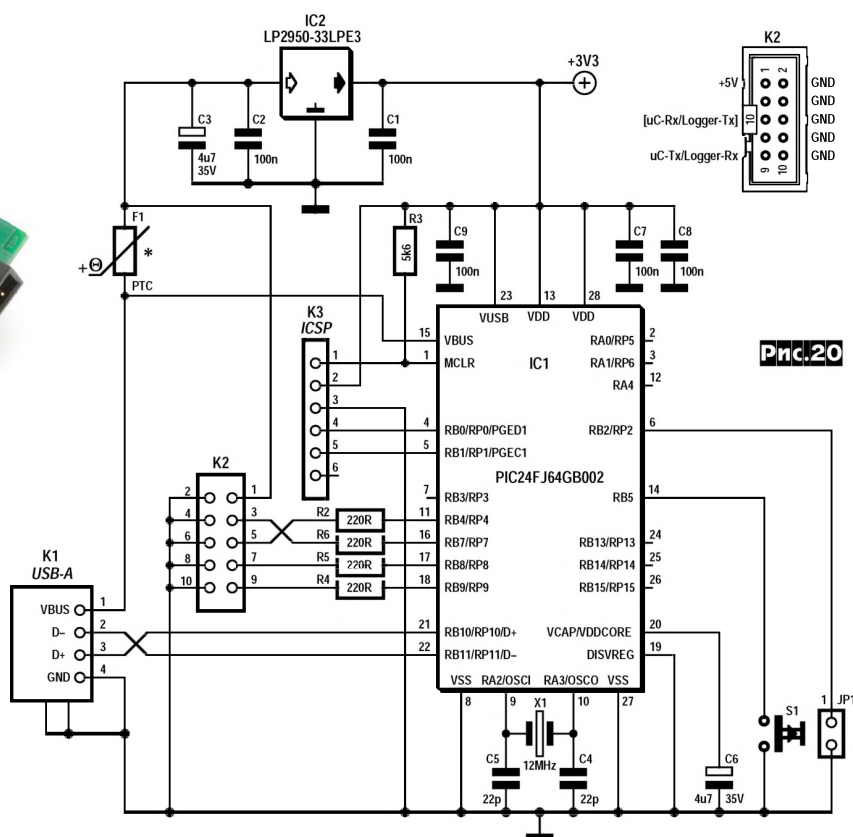 IC2
LP2950-33LPE3
+3V3
C3
4u7
35V
C2
100n
C1
100n
K2
1 2
+5V
GND
GND
[uC-Rx/Logger-Tx]
10
GND
GND
uC-Tx/Logger-Rx
GND
9 10
F1
+Θ
*
PTC
R3
5k6
C9
100n
C7
100n
C8
100n
K3
ICSP
1
2
3
4
5
6
23 13 28
VUSB VDD VDD
15 VBUS
1 MCLR
IC1
4 RB0/RP0/PGED1
5 RB1/RP1/PGEC1
PIC24FJ64GB002
7 RB3/RP3
11 RB4/RP4
16 RB7/RP7
17 RB8/RP8
18 RB9/RP9
21 RB10/RP10/D+
22 RB11/RP11/D–
RA0/RP5 2
RA1/RP6 3
RA4 12
RB2/RP2 6
RB5 14
RB13/RP13 24
RB14/RP14 25
RB15/RP15 26
VCAP/VDDCORE 20
DISVREG 19
VSS RA2/OSCI RA3/OSCO VSS
8 9 10 27
Рис.20
K2
2 1
4 3
6 5
8 7
10 9
R2 220R
R6 220R
R5 220R
R4 220R
K1
USB-A
VBUS 1
D– 2
D+ 3
GND 4
X1
12MHz
C5
22p
C4
22p
C6
4u7 35V
S1
1 JP1